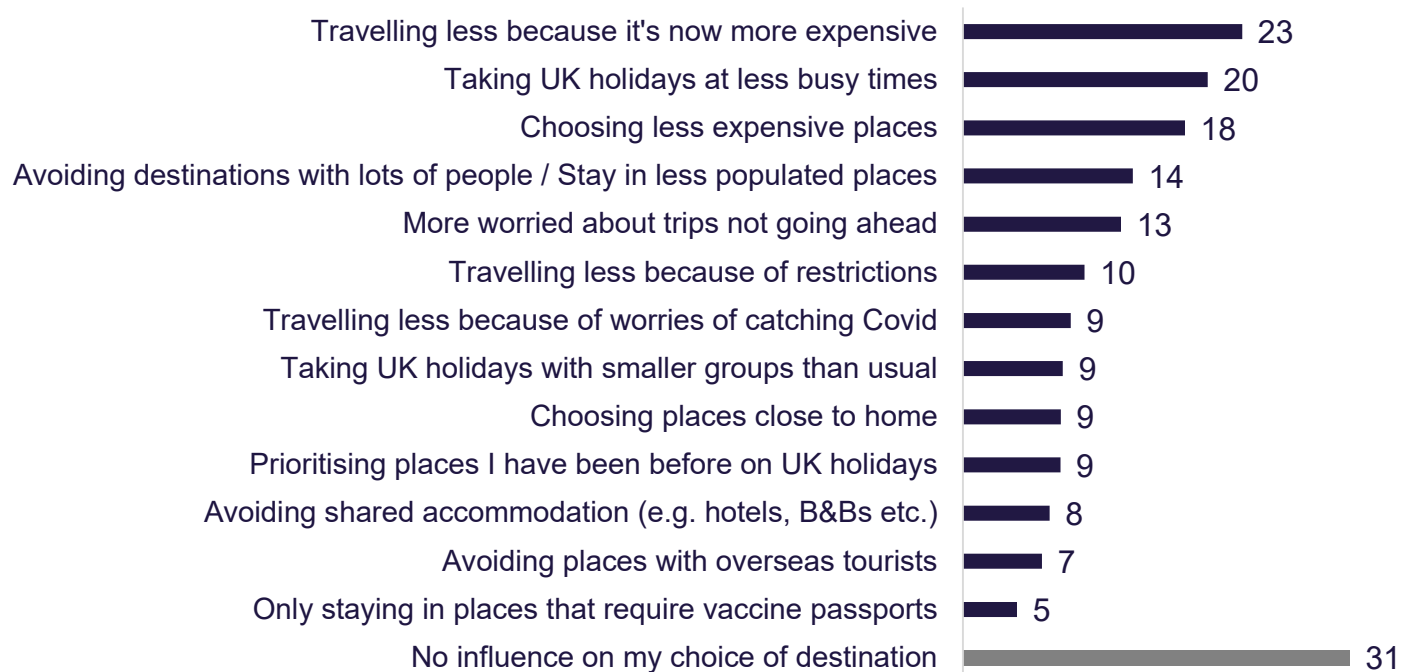 Travelling less because it's now more expensive 23
Taking UK holidays at less busy times 20
Choosing less expensive places 18
Avoiding destinations with lots of people / Stay in less populated places 14
More worried about trips not going ahead 13
Travelling less because of restrictions 10
Travelling less because of worries of catching Covid 9
Taking UK holidays with smaller groups than usual 9
Choosing places close to home 9
Prioritising places I have been before on UK holidays 9
Avoiding shared accommodation (e.g. hotels, B&Bs etc.) 8
Avoiding places with overseas tourists 7
Only staying in places that require vaccine passports 5
No influence on my choice of destination 31